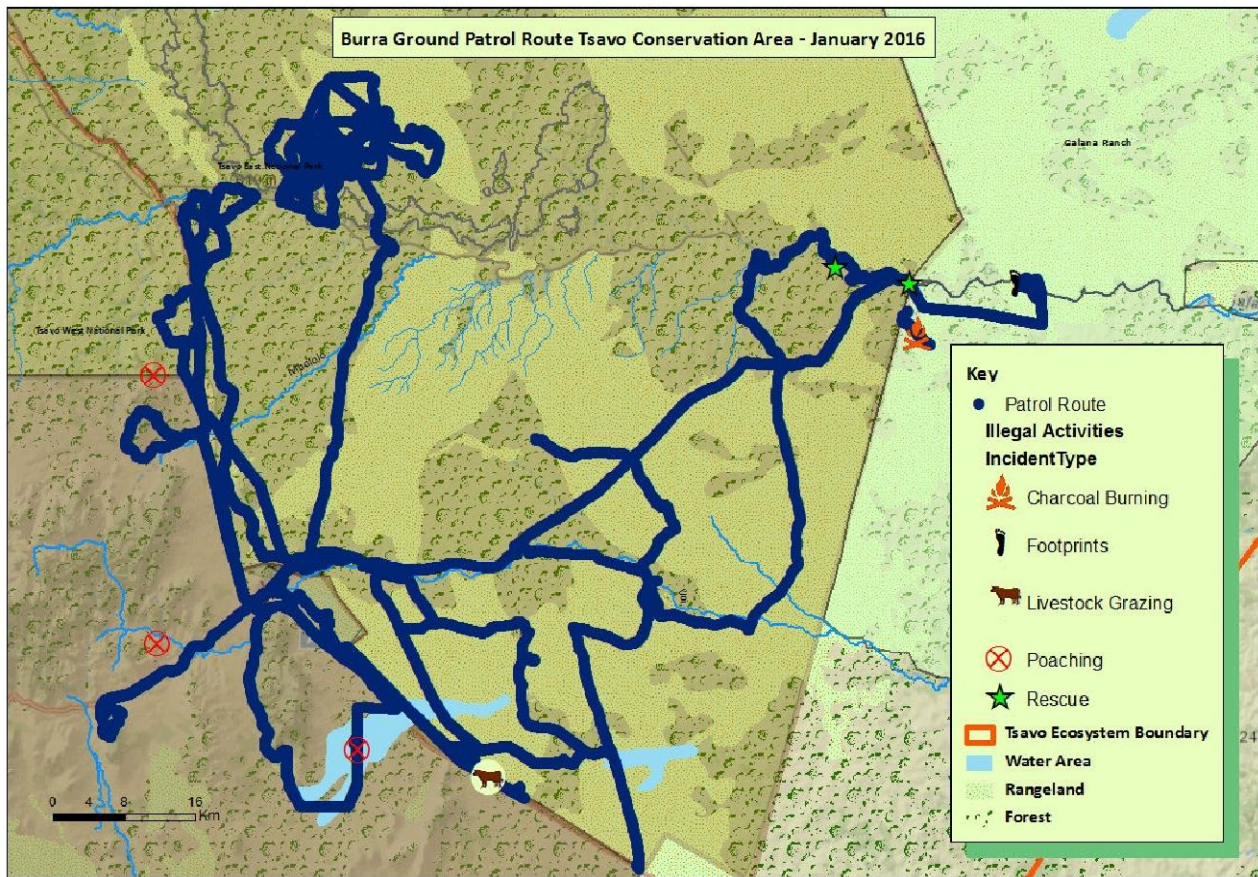 Burra Ground Patrol Route Tsavo Conservation Area - January 2016
Galana Ranch
Tsavo East National Park
Tsavo West National Park
Key
Patrol Route
Illegal Activities
IncidentType
Charcoal Burning
Footprints
Livestock Grazing
Poaching
Rescue
Tsavo Ecosystem Boundary
Water Area
Rangeland
Forest
24
0 4 8 16
Km